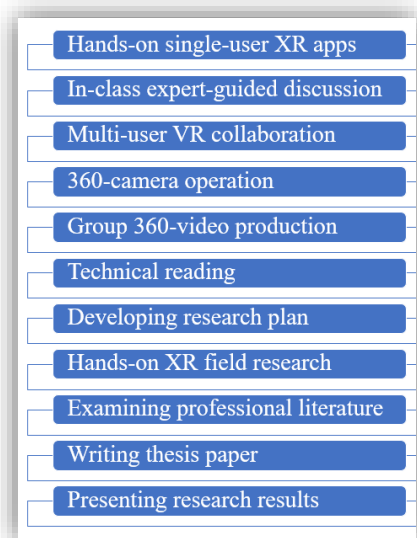 Hands-on single-user XR apps
In-class expert-guided discussion
Multi-user VR collaboration
360-camera operation
Group 360-video production
Technical reading
Developing research plan
Hands-on XR field research
Examining professional literature
Writing thesis paper
Presenting research results